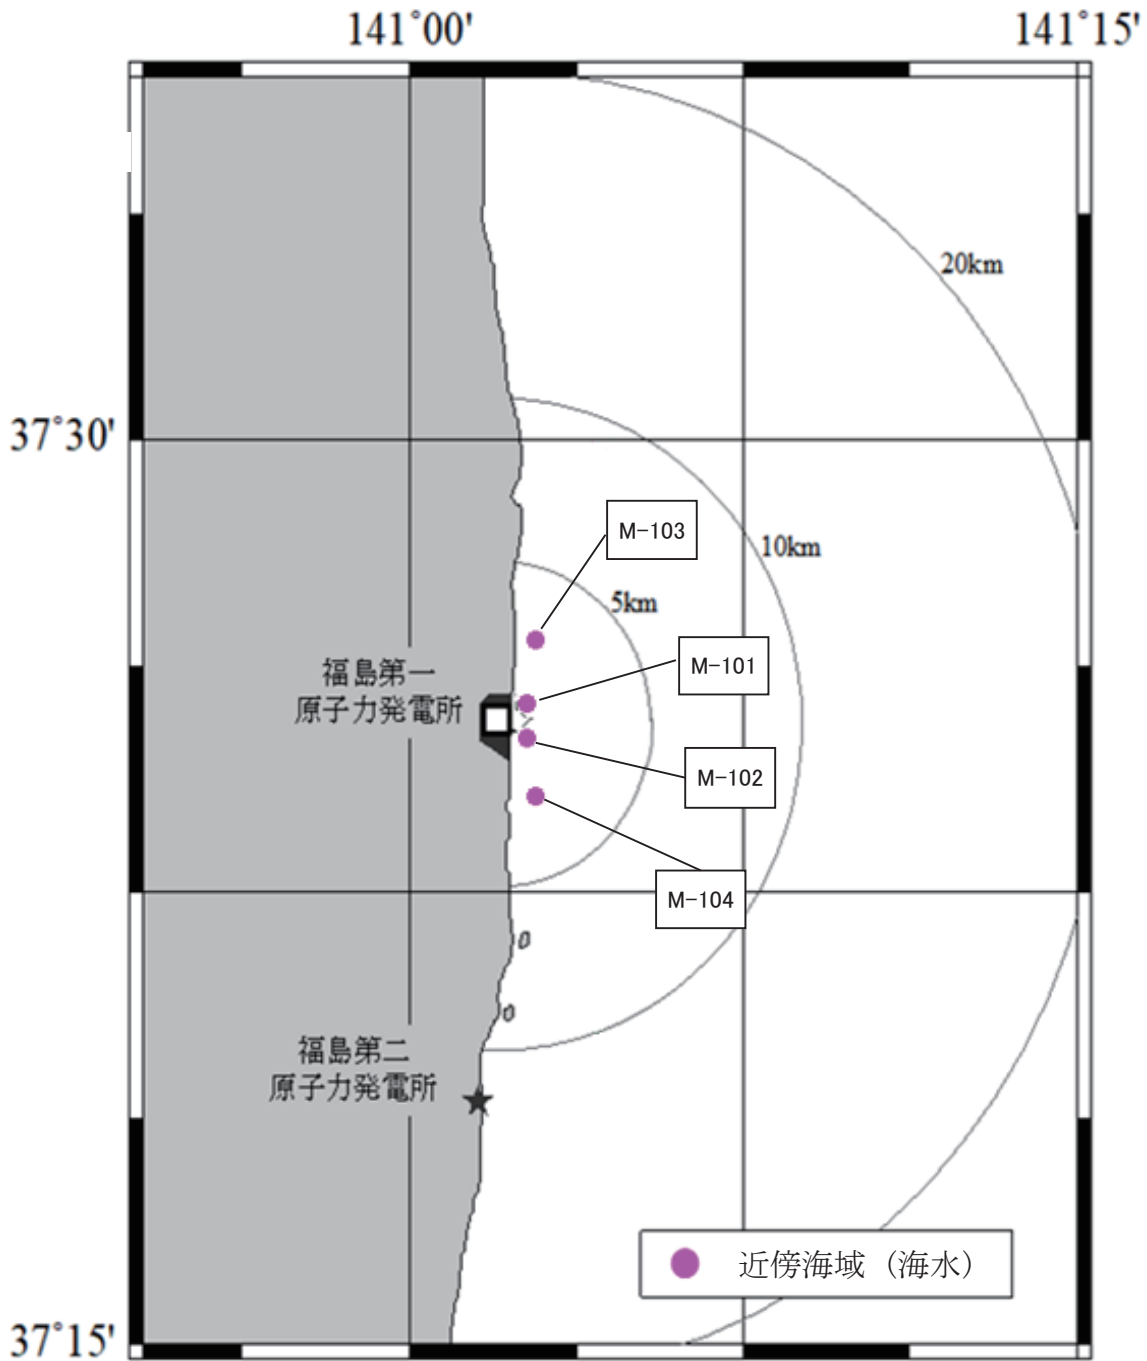 141°00'
141°15'
20km
37°30'
M-103
10km
5km
福島第一
原子力発電所
M-101
M-102
M-104
福島第二
原子力発電所
近傍海域（海水）
37°15'